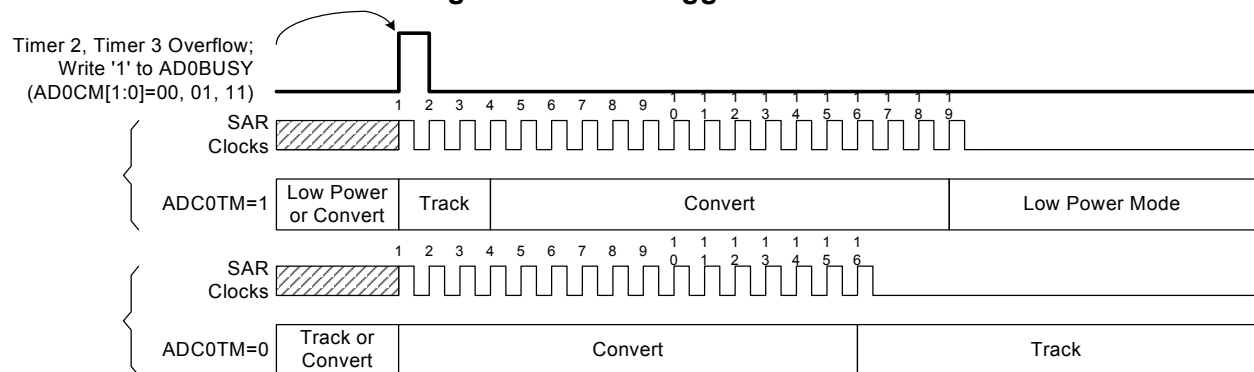 Timer 2, Timer 3 Overflow;
Write '1' to AD0BUSY
(AD0CM[1:0]=00, 01, 11)
1 2 3 4 5 6 7 8 9 10 11 12 13 14 15 16 17 18 19
SAR
Clocks
ADC0TM=1
Low Power
or Convert
Track
Convert
Low Power Mode
1 2 3 4 5 6 7 8 9 10 11 12 13 14 15 16
SAR
Clocks
ADC0TM=0
Track or
Convert
Convert
Track